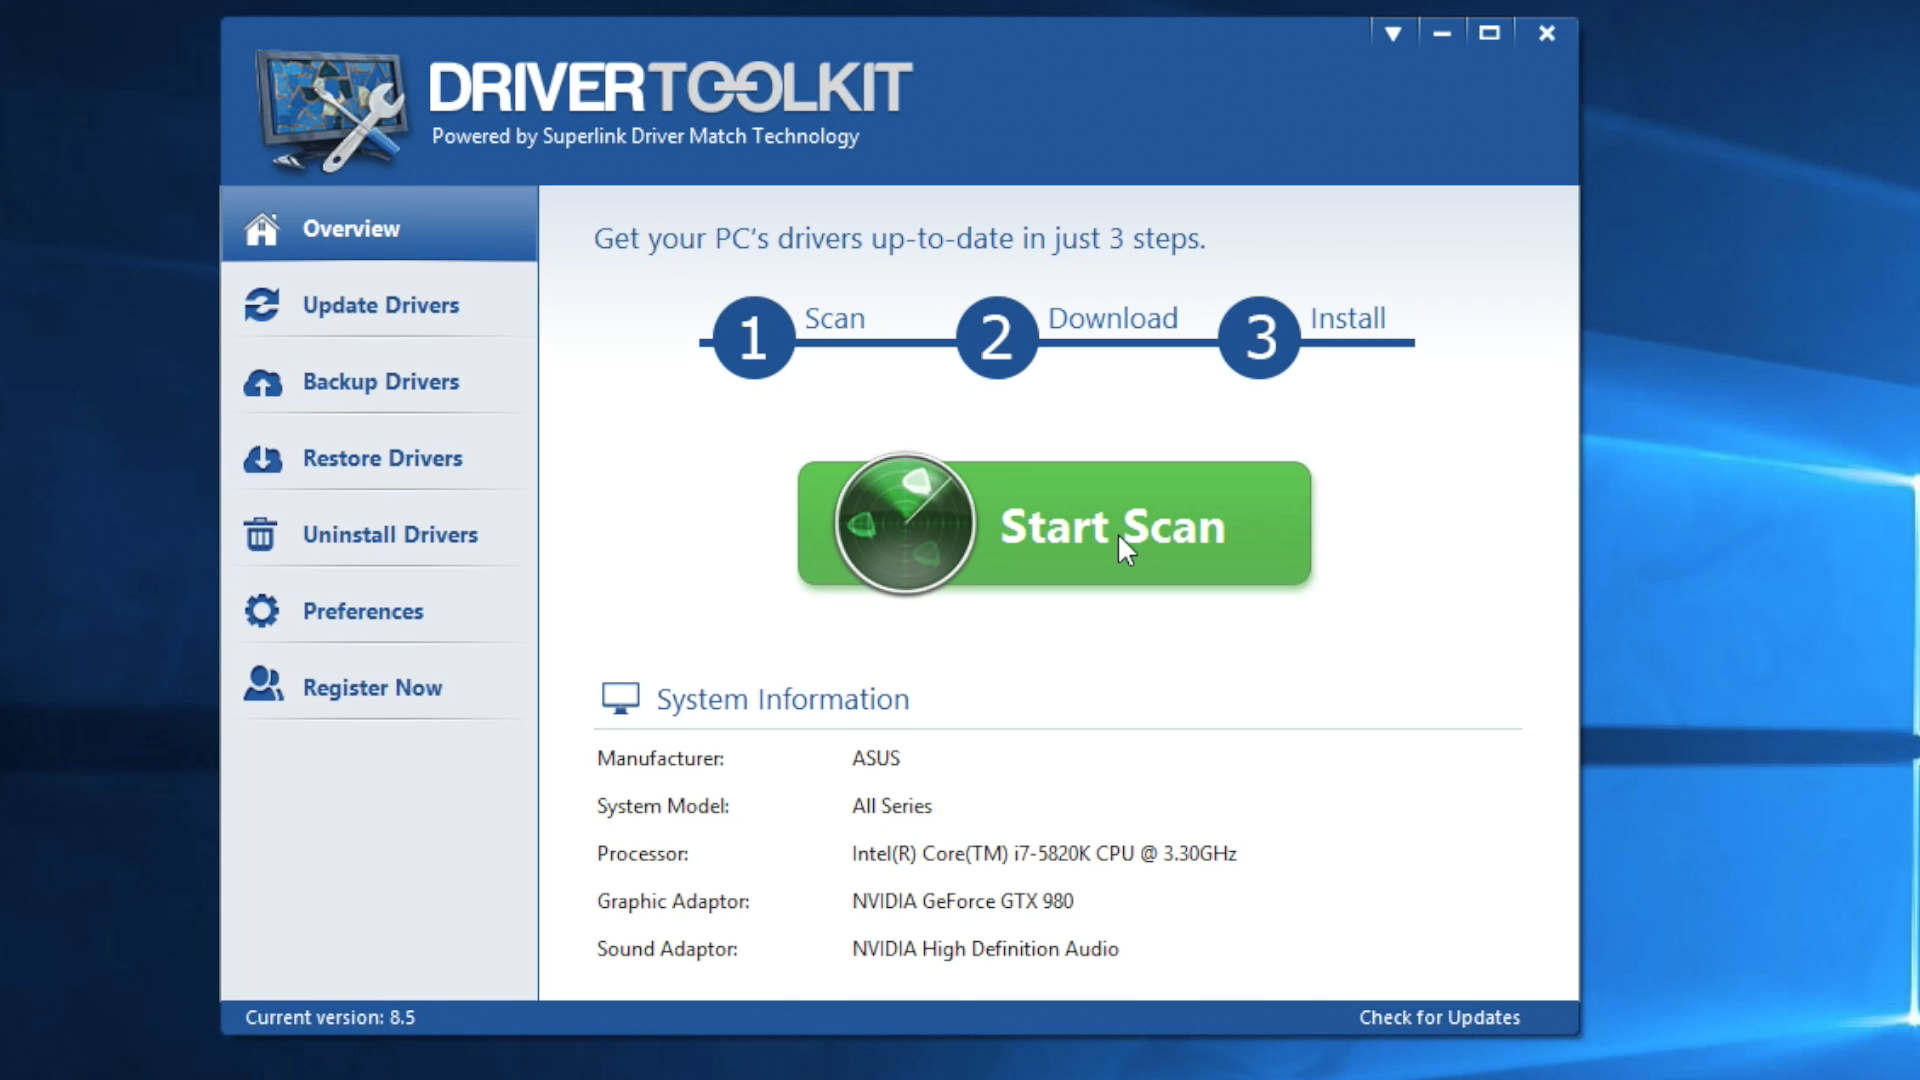 DRIVERTOOLKIT
Powered by Superlink Driver Match Technology
Overview
Update Drivers
Backup Drivers
Restore Drivers
Uninstall Drivers
Preferences
Register Now
Get your PC's drivers up-to-date in just 3 steps.
1 Scan 2 Download 3 Install
Start Scan
System Information
Manufacturer: ASUS
System Model: All Series
Processor: Intel(R) Core(TM) i7-5820K CPU @ 3.30GHz
Graphic Adaptor: NVIDIA GeForce GTX 980
Sound Adaptor: NVIDIA High Definition Audio
Current version: 8.5 Check for Updates